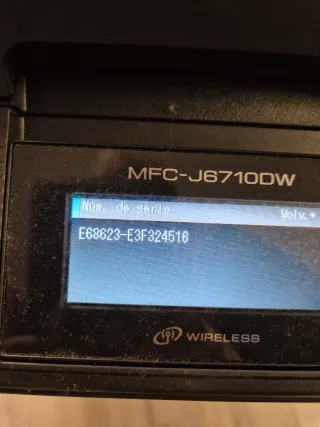 MFC-J6710DW
Núm. de serie
Volv.
E68623-E3F324516
WIRELESS